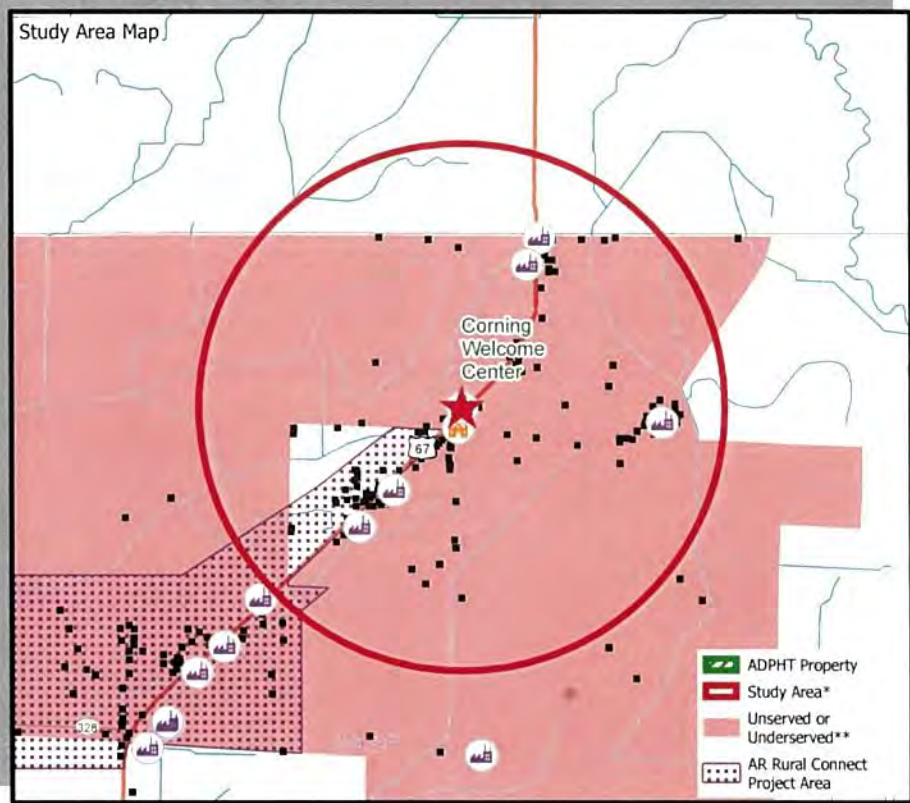 Study Area Map
Corning
Welcome
Center
67
328
ADPHT Property
Study Area*
Unserved or
Underserved**
AR Rural Connect
Project Area